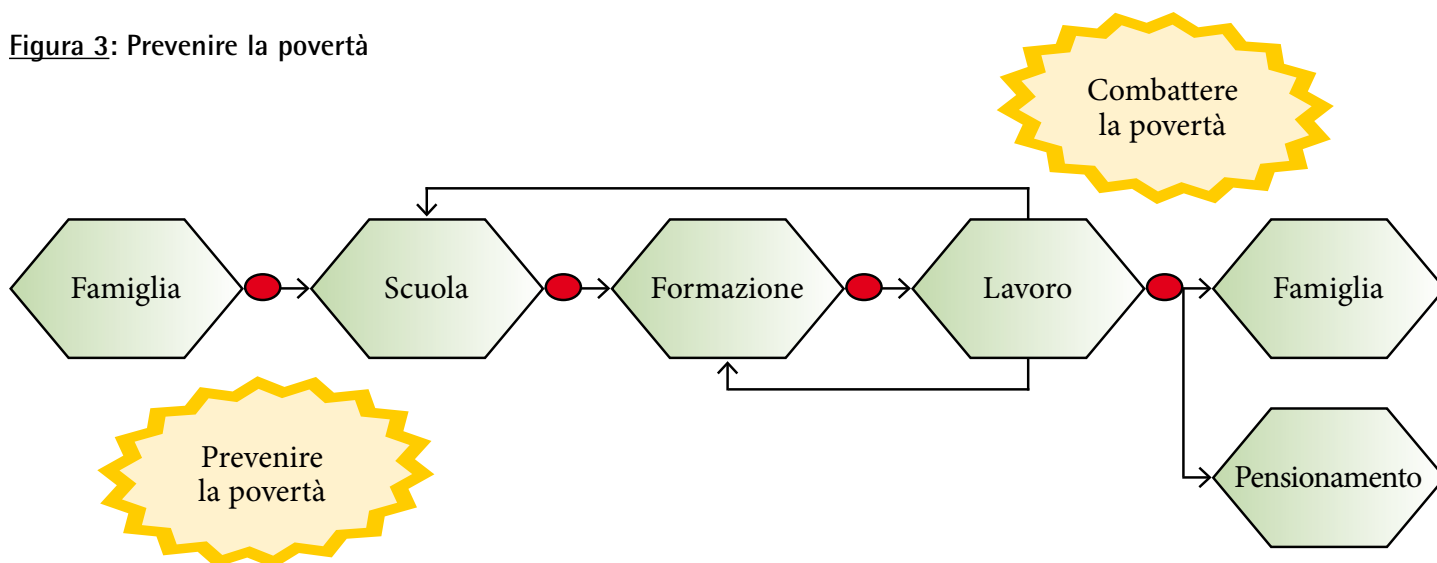 Figura 3: Prevenire la povertà
Combattere
la povertà
Famiglia
Scuola
Formazione
Lavoro
Famiglia
Prevenire
la povertà
Pensionamento